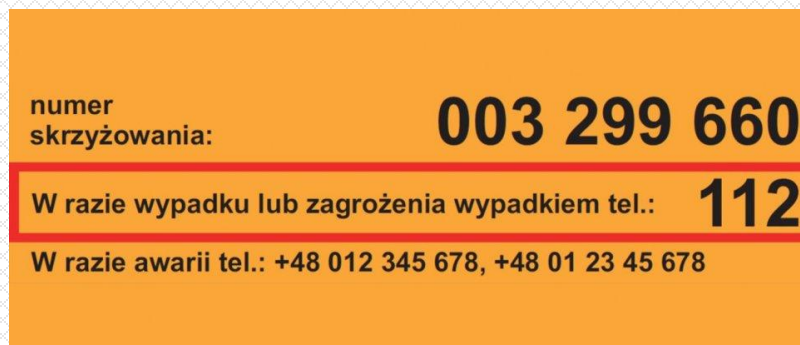 numer
skrzyżowania:
003 299 660
W razie wypadku lub zagrożenia wypadkiem tel.: 112
W razie awarii tel.: +48 012 345 678, +48 01 23 45 678